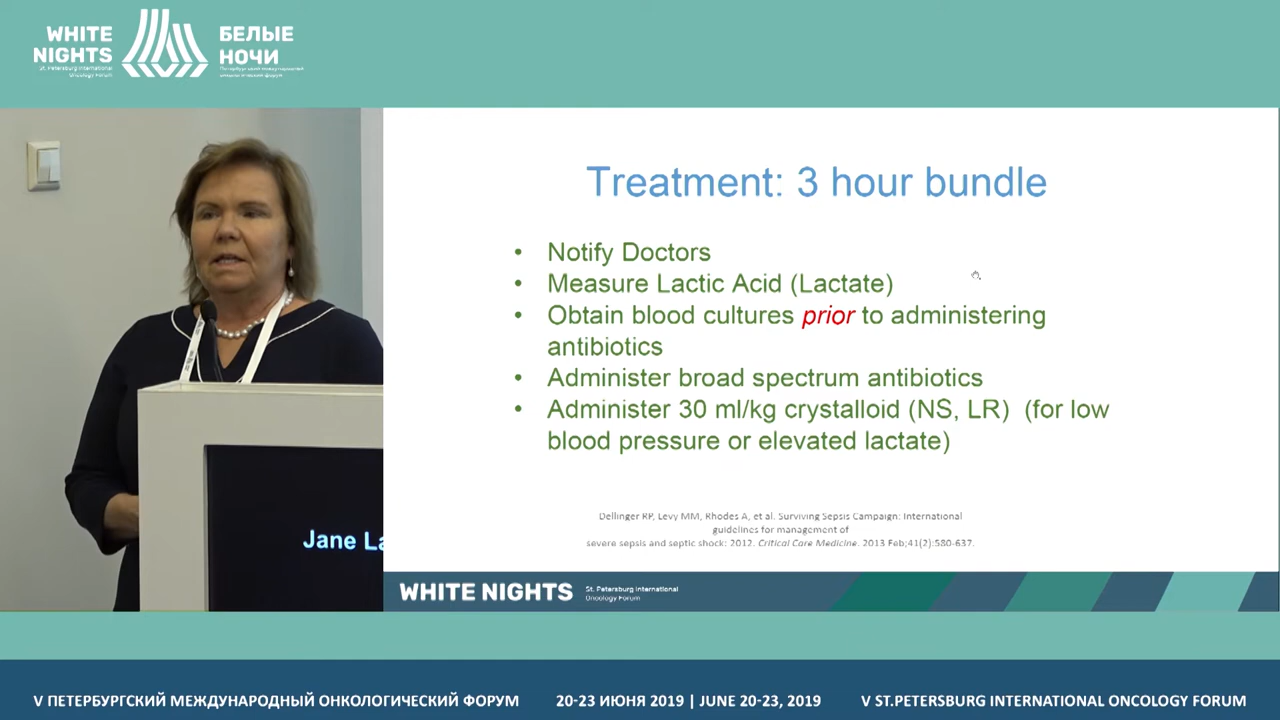 WHITE
NIGHTS
St. Petersburg International
Oncology Forum
БЕЛЫЕ
НОЧИ
Петербургский международный
онкологический форум
Treatment: 3 hour bundle
• Notify Doctors
• Measure Lactic Acid (Lactate)
• Obtain blood cultures prior to administering
antibiotics
• Administer broad spectrum antibiotics
• Administer 30 ml/kg crystalloid (NS, LR) (for low
blood pressure or elevated lactate)
Dellinger RP, Levy MM, Rhodes A, et al. Surviving Sepsis Campaign: International
guidelines for management of
severe sepsis and septic shock: 2012. Critical Care Medicine. 2013 Feb;41(2):580-637.
Jane La
WHITE NIGHTS
St. Petersburg International
Oncology Forum
V ПЕТЕРБУРГСКИЙ МЕЖДУНАРОДНЫЙ ОНКОЛОГИЧЕСКИЙ ФОРУМ 20-23 ИЮНЯ 2019 | JUNE 20-23, 2019 V ST.PETERSBURG INTERNATIONAL ONCOLOGY FORUM